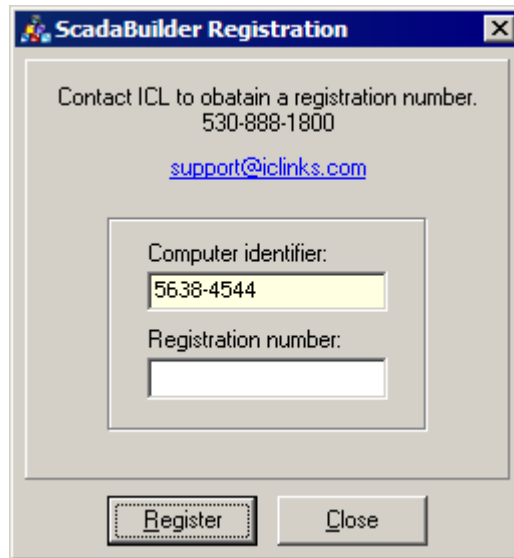 ScadaBuilder Registration
Contact ICL to obatain a registration number.
530-888-1800
support@iclinks.com
Computer identifier:
5638-4544
Registration number:
Register Close